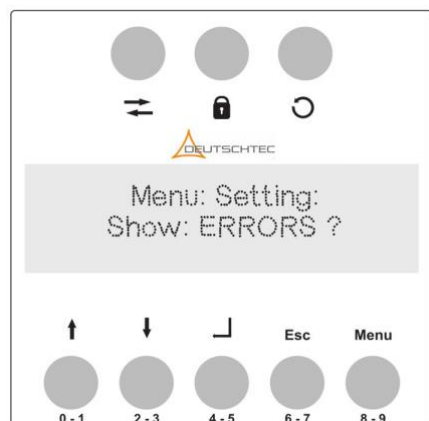 DEUTSCHTEC
Menu: Setting:
Show: ERRORS ?
Esc Menu
0 - 1 2 - 3 4 - 5 6 - 7 8 - 9